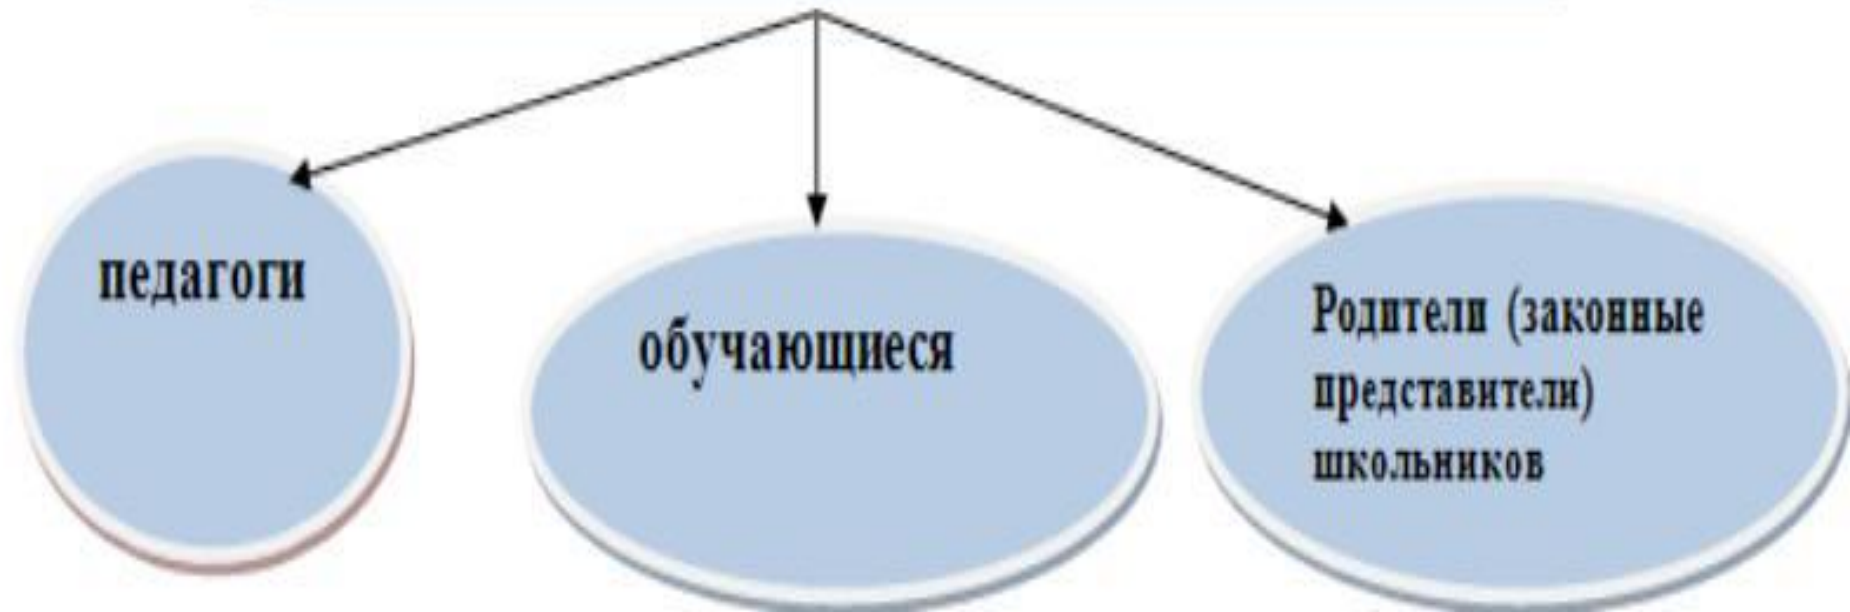 педагоги
обучающиеся
Родители (законные
представители)
школьников